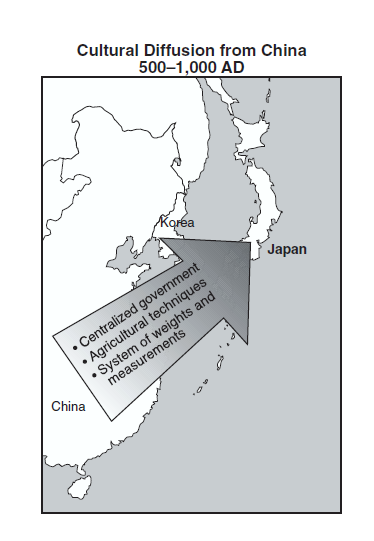 Cultural Diffusion from China
500–1,000 AD
Korea
Japan
• Centralized government
• Agricultural techniques
• System of weights and
measurements
China